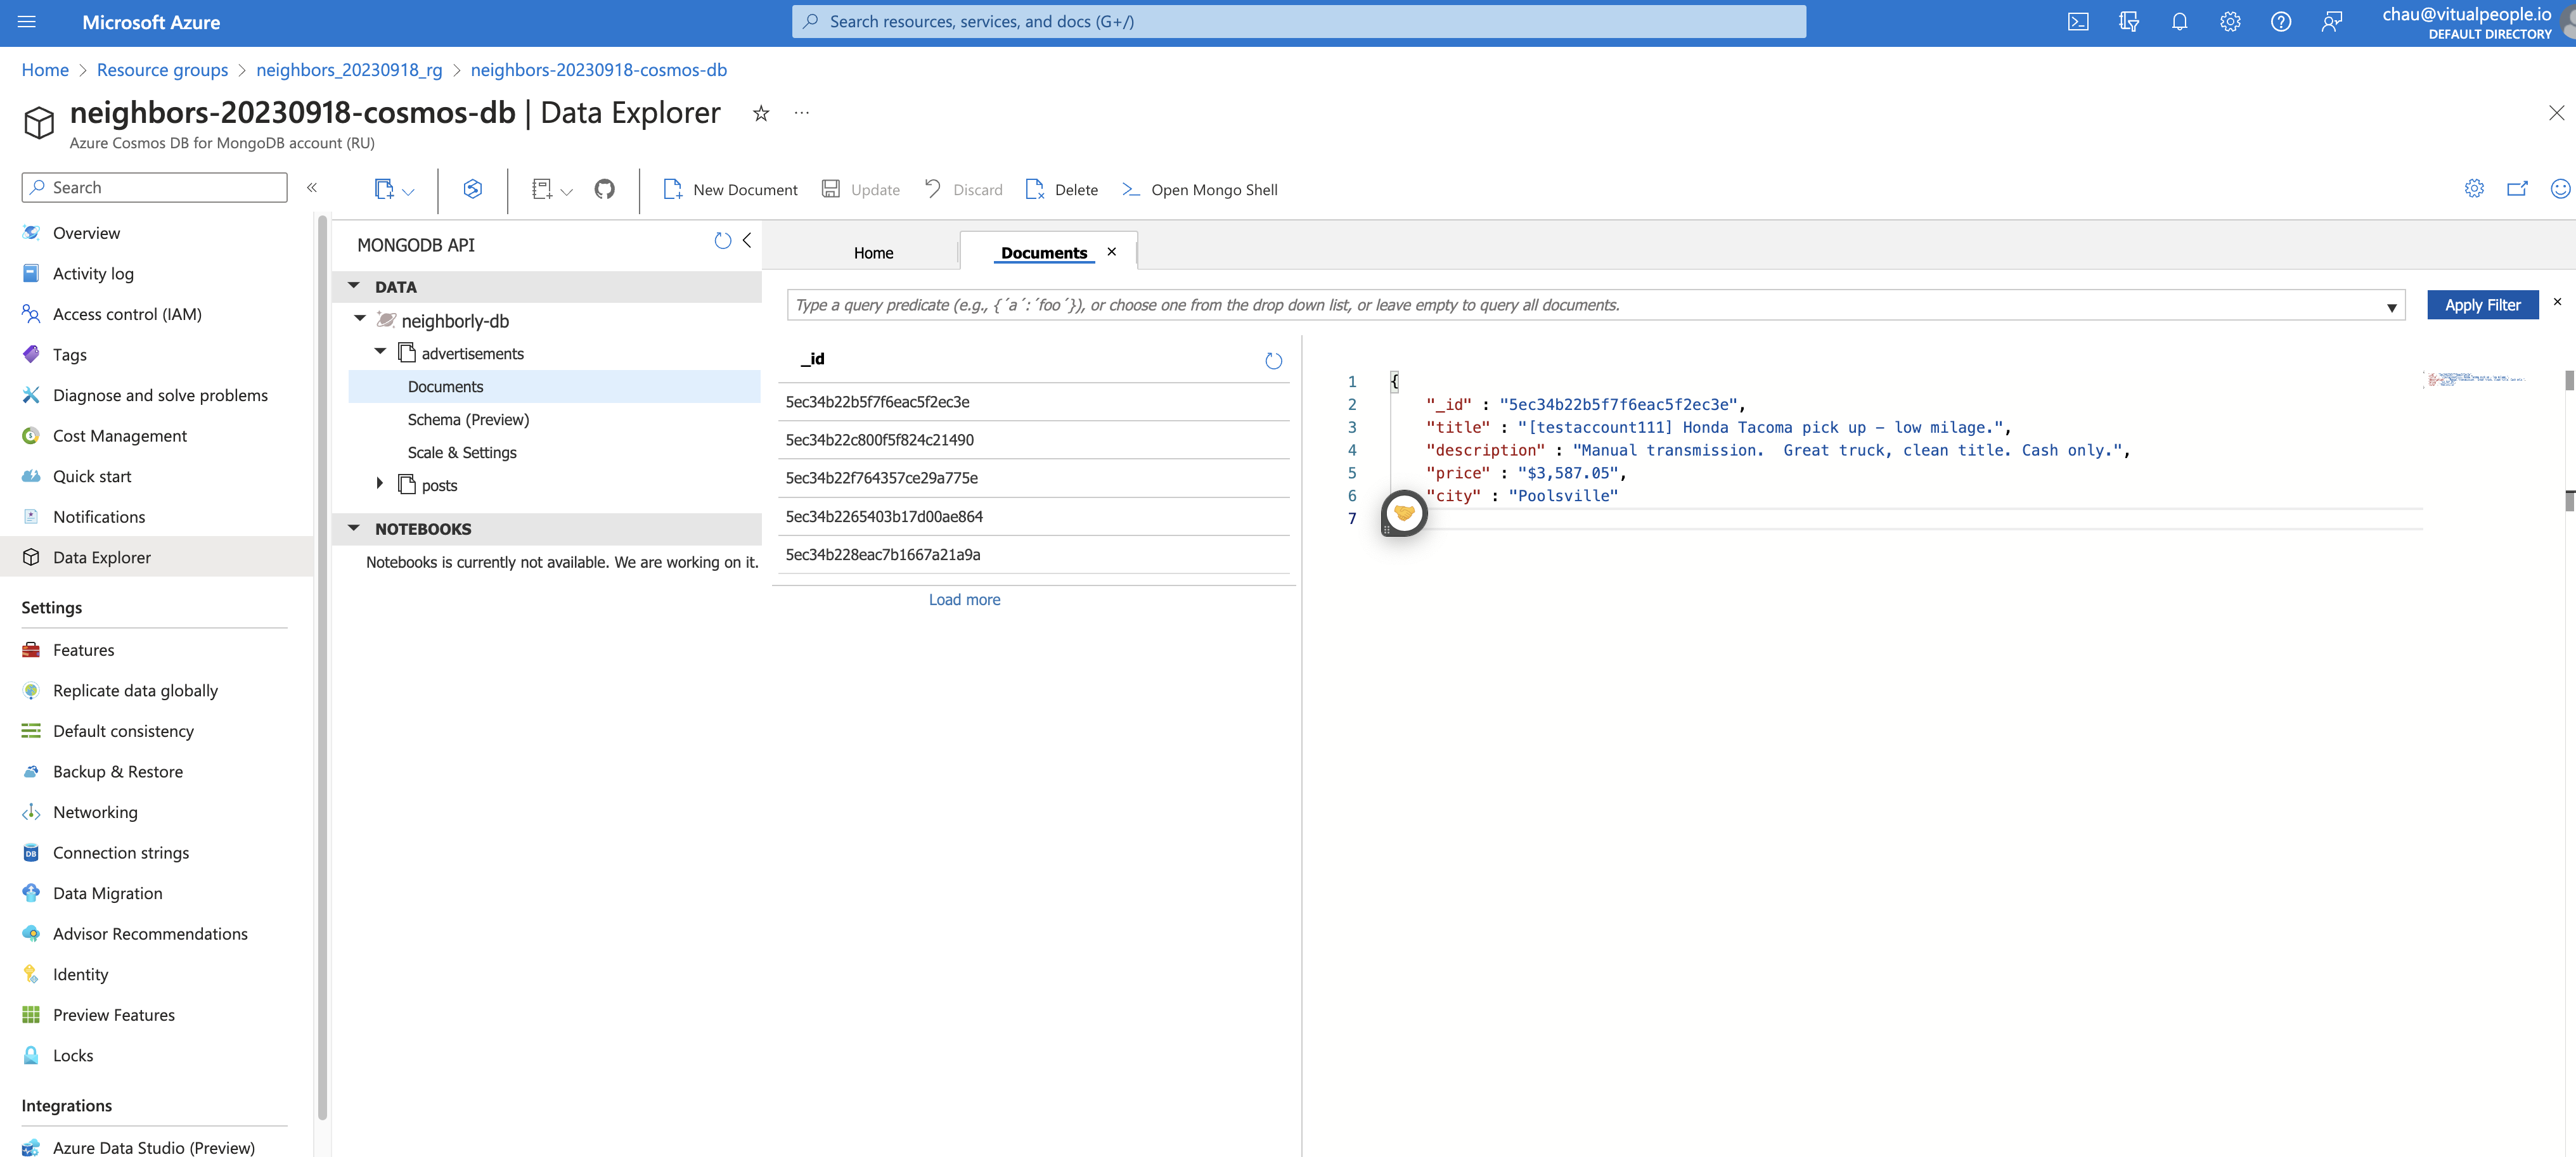 Microsoft Azure
Search resources, services, and docs (G+/)
chau@vitualpeople.io
DEFAULT DIRECTORY
Home > Resource groups > neighbors_20230918_rg > neighbors-20230918-cosmos-db
neighbors-20230918-cosmos-db | Data Explorer
Azure Cosmos DB for MongoDB account (RU)
Search
New Document
Update
Discard
Delete
Open Mongo Shell
Overview
Activity log
Access control (IAM)
Tags
Diagnose and solve problems
Cost Management
Quick start
Notifications
Data Explorer
Settings
Features
Replicate data globally
Default consistency
Backup & Restore
Networking
Connection strings
Data Migration
Advisor Recommendations
Identity
Preview Features
Locks
Integrations
Azure Data Studio (Preview)
MONGODB API
DATA
neighborly-db
advertisements
Documents
Schema (Preview)
Scale & Settings
posts
NOTEBOOKS
Notebooks is currently not available. We are working on it.
Home
Documents
Type a query predicate (e.g., {´a´:´foo´}), or choose one from the drop down list, or leave empty to query all documents.
Apply Filter
_id
5ec34b22b5f7f6eac5f2ec3e
5ec34b22c800f5f824c21490
5ec34b22f764357ce29a775e
5ec34b2265403b17d00ae864
5ec34b228eac7b1667a21a9a
Load more
1 {
2 "_id" : "5ec34b22b5f7f6eac5f2ec3e",
3 "title" : "[testaccount111] Honda Tacoma pick up - low milage.",
4 "description" : "Manual transmission.  Great truck, clean title. Cash only.",
5 "price" : "$3,587.05",
6 "city" : "Poolsville"
7